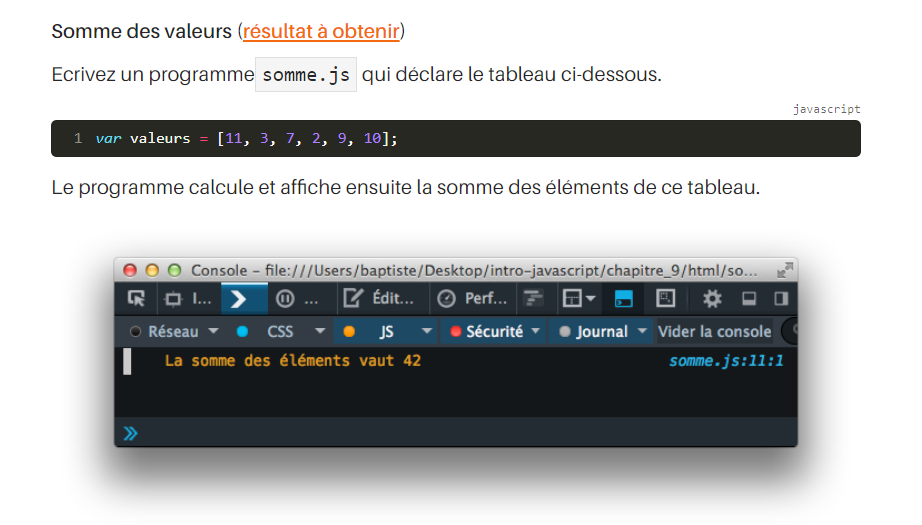 Somme des valeurs (résultat à obtenir)
Ecrivez un programme somme.js qui déclare le tableau ci-dessous.
javascript
1 var valeurs = [11, 3, 7, 2, 9, 10];
Le programme calcule et affiche ensuite la somme des éléments de ce tableau.
Console – file:///Users/baptiste/Desktop/intro-javascript/chapitre_9/html/so...
I... ... Édit... Perf...
Réseau CSS JS Sécurité Journal Vider la console
La somme des éléments vaut 42 somme.js:11:1